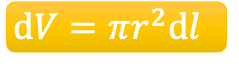 d𝑉 = 𝜋𝑟²d𝑙